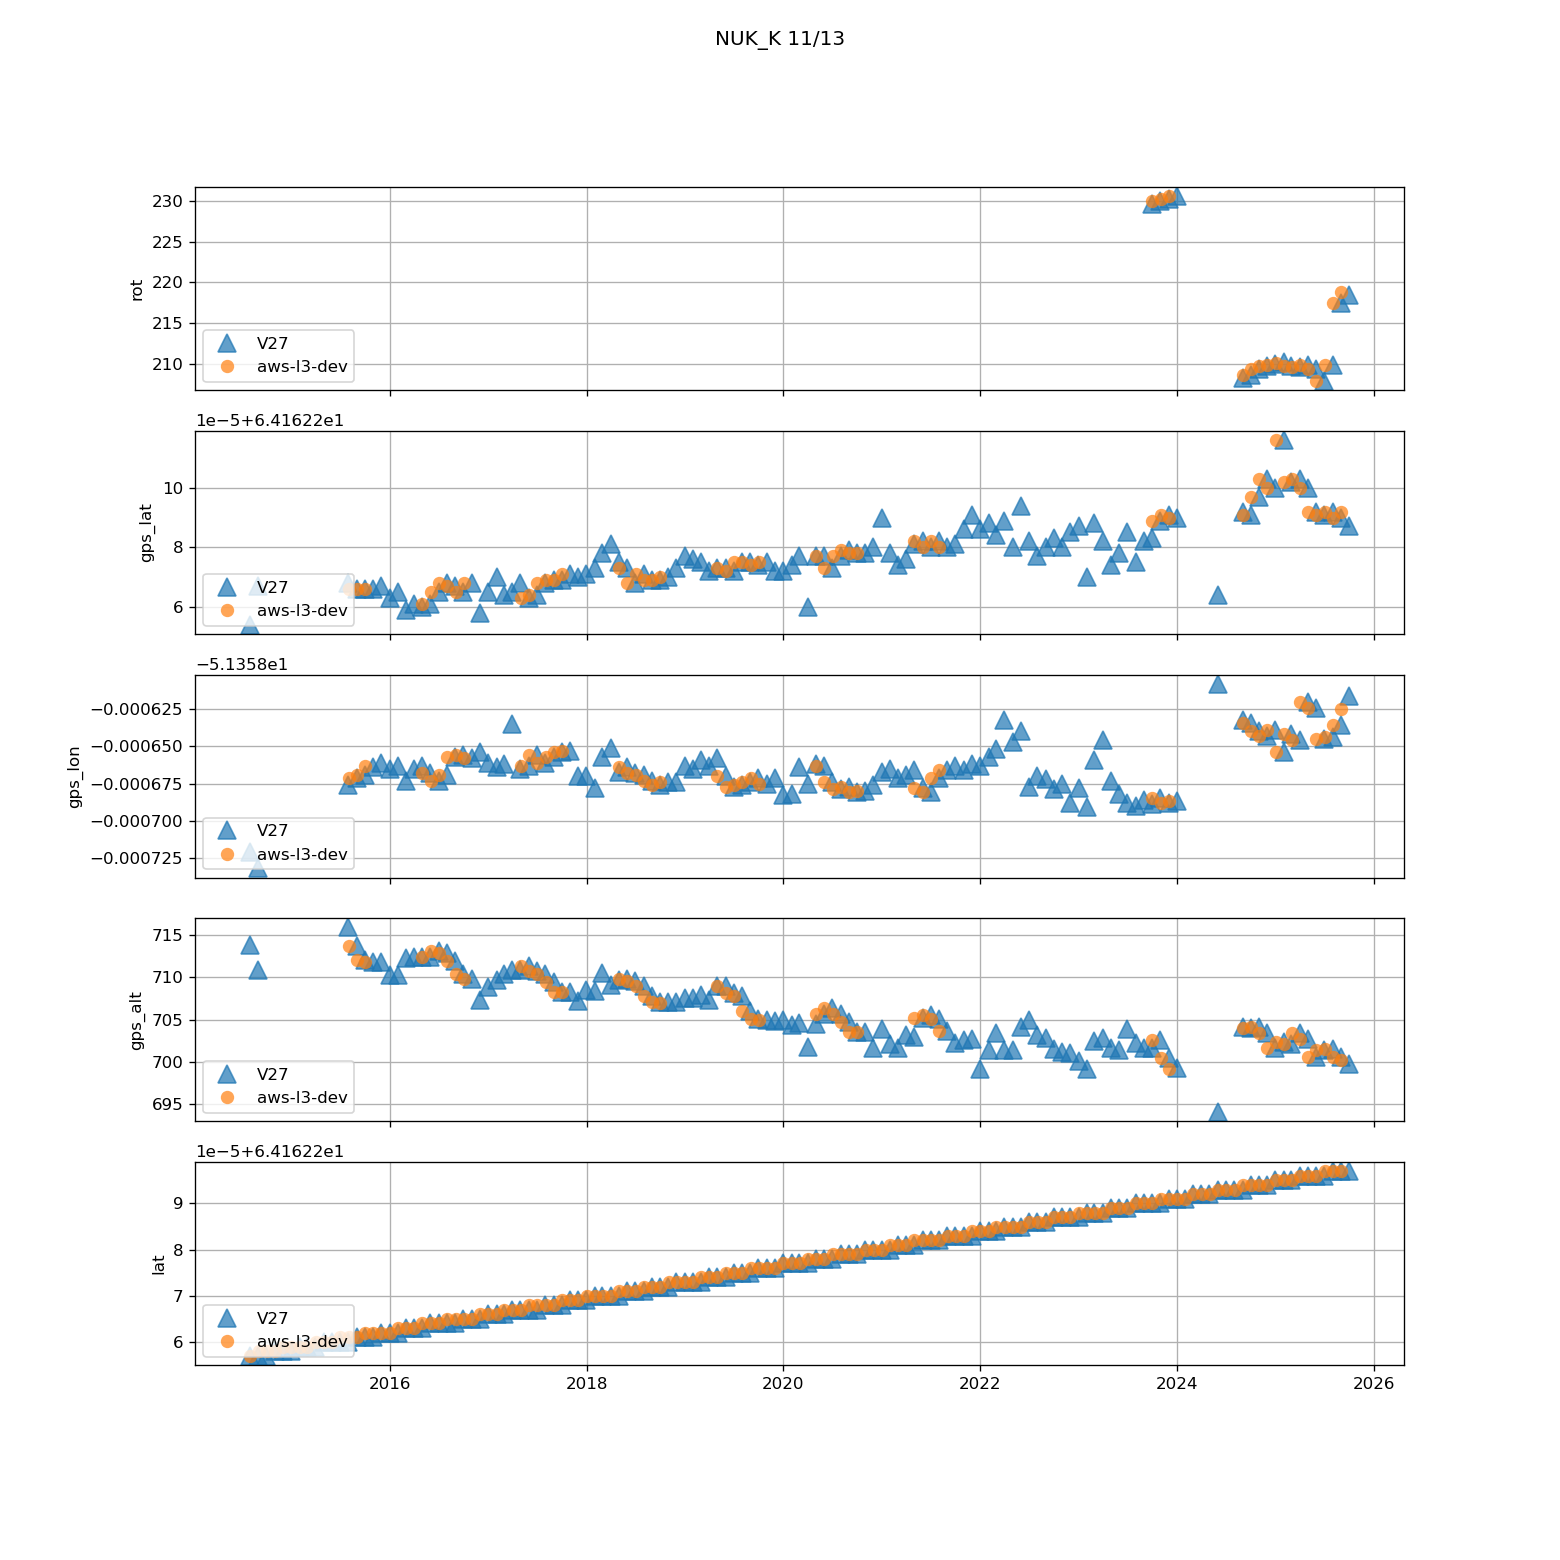 NUK_K 11/13
230
225
220
215
210
rot
V27
aws-l3-dev
1e−5+6.41622e1
10
8
6
gps_lat
V27
aws-l3-dev
−5.1358e1
−0.000625
−0.000650
−0.000675
−0.000700
−0.000725
gps_lon
V27
aws-l3-dev
715
710
705
700
695
gps_alt
V27
aws-l3-dev
1e−5+6.41622e1
9
8
7
6
lat
V27
aws-l3-dev
2016 2018 2020 2022 2024 2026